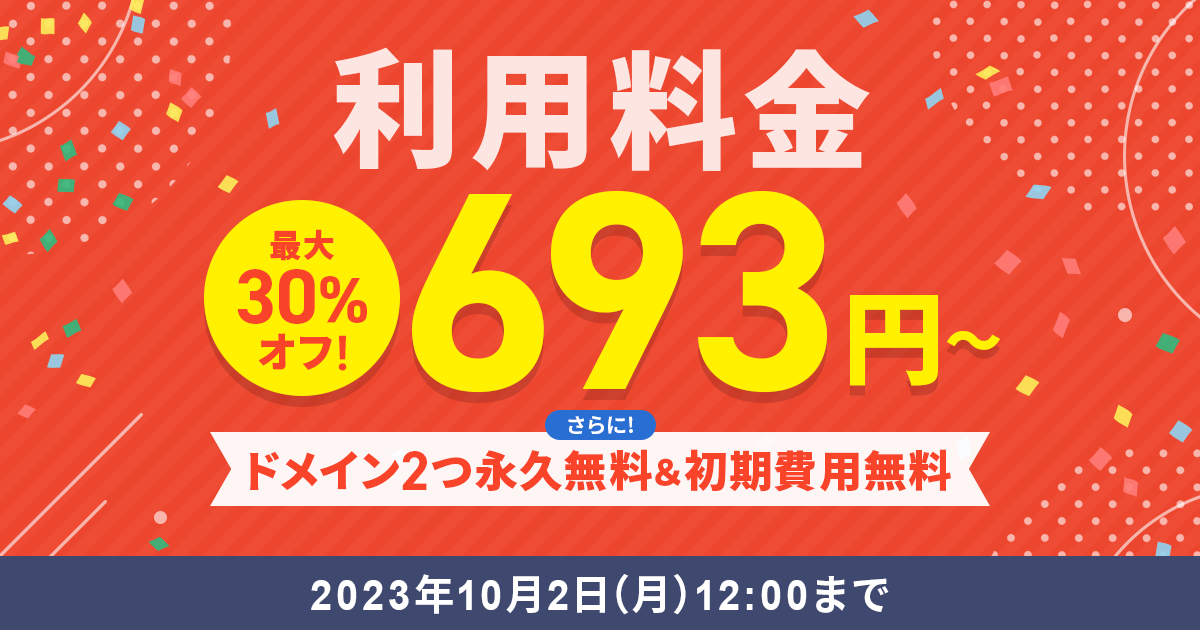 利用料金
最大
30%
オフ!
693円～
さらに!
ドメイン2つ永久無料&初期費用無料
2023年10月2日(月)12:00まで